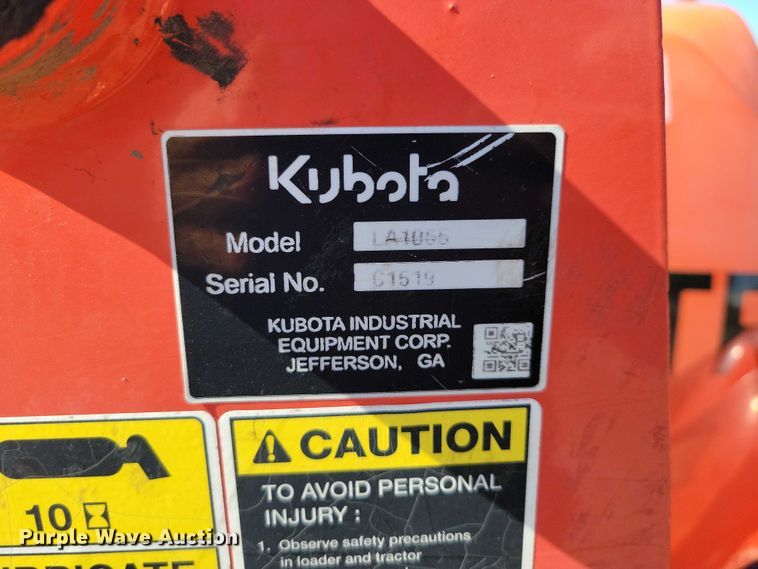 Kubota
Model LA1055
Serial No. C1519
KUBOTA INDUSTRIAL
EQUIPMENT CORP.
JEFFERSON, GA
CAUTION
TO AVOID PERSONAL
INJURY :
1. Observe safety precautions
in loader and tractor
10
Purple Wave Auction